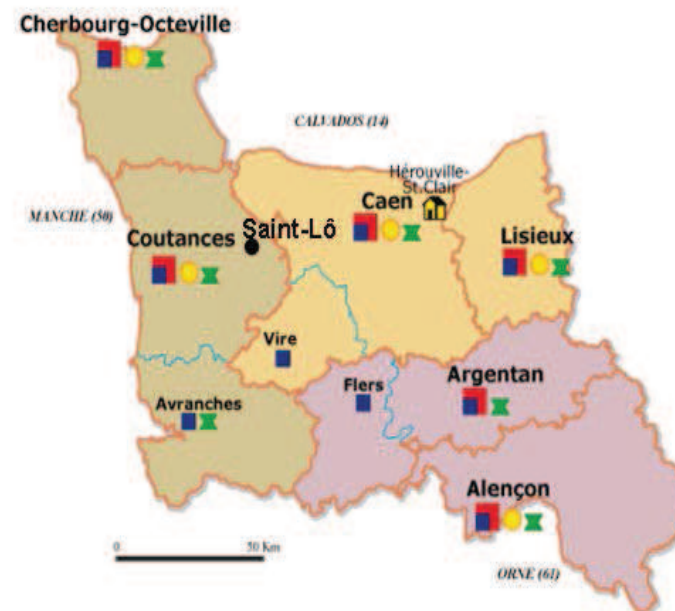 Cherbourg-Octeville
CALVADOS (14)
Hérouville-
St.Clair
MANCHE (50)
Caen
Saint-Lô
Coutances
Lisieux
Vire
Flers
Argentan
Avranches
Alençon
0
50 Km
ORNE (61)